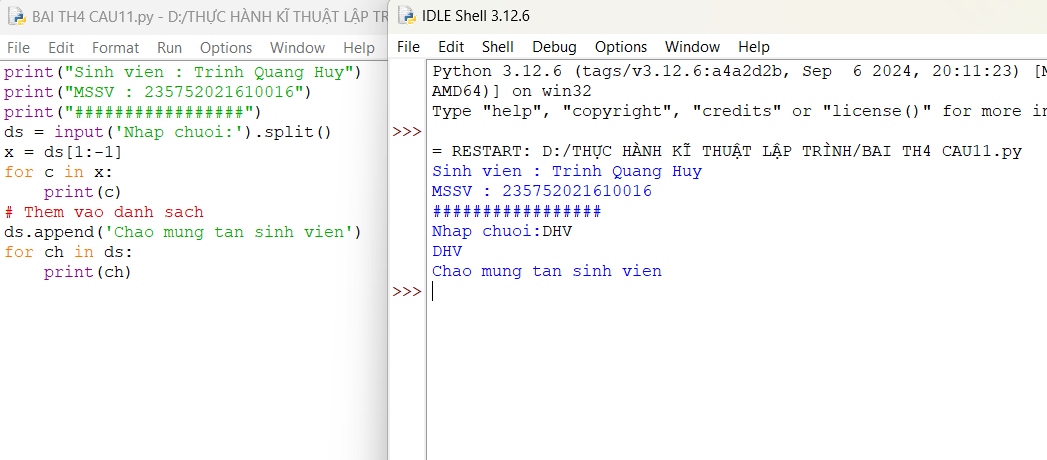 BAI TH4 CAU11.py - D:/THỰC HÀNH KĨ THUẬT LẬP TRÌ
File Edit Format Run Options Window Help
print("Sinh vien : Trinh Quang Huy")
print("MSSV : 235752021610016")
print("#################")
ds = input('Nhap chuoi:').split()
x = ds[1:-1]
for c in x:
    print(c)
# Them vao danh sach
ds.append('Chao mung tan sinh vien')
for ch in ds:
    print(ch)
IDLE Shell 3.12.6
File Edit Shell Debug Options Window Help
Python 3.12.6 (tags/v3.12.6:a4a2d2b, Sep  6 2024, 20:11:23) [M
AMD64)] on win32
Type "help", "copyright", "credits" or "license()" for more in
>>>
= RESTART: D:/THỰC HÀNH KĨ THUẬT LẬP TRÌNH/BAI TH4 CAU11.py
Sinh vien : Trinh Quang Huy
MSSV : 235752021610016
#################
Nhap chuoi:DHV
DHV
Chao mung tan sinh vien
>>>